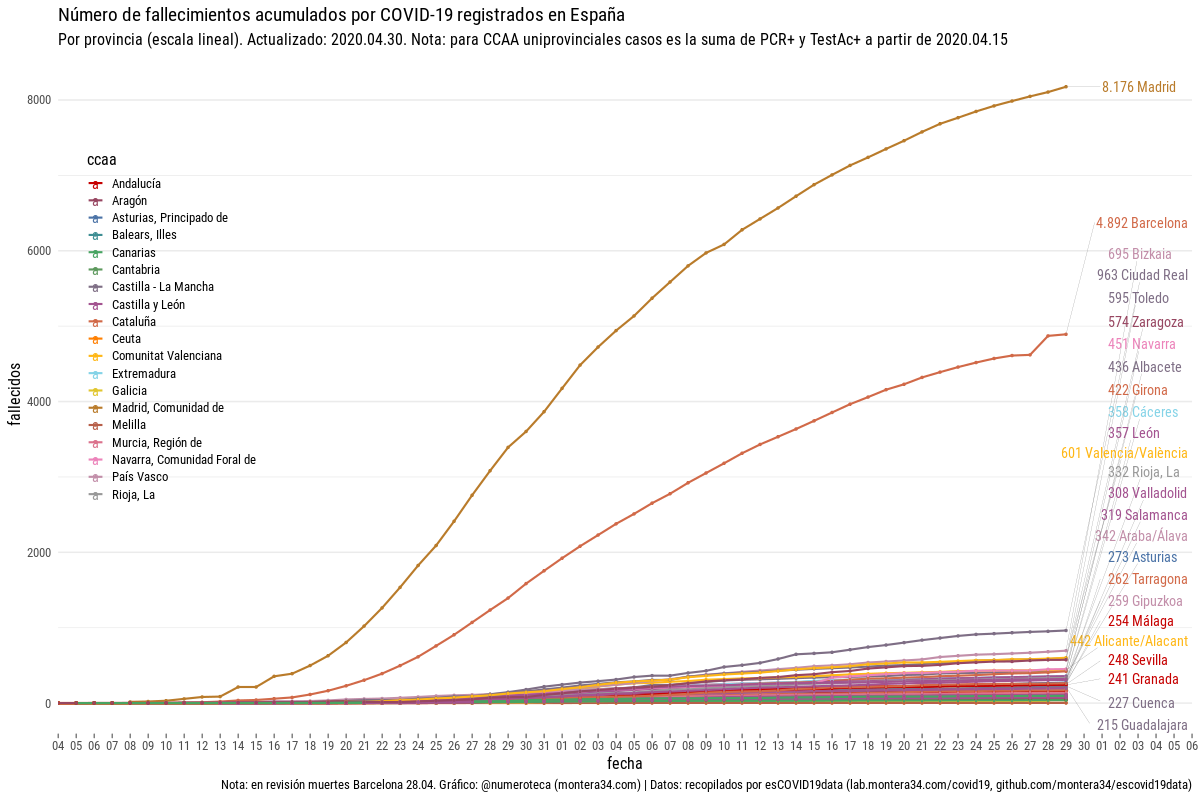 Número de fallecimientos acumulados por COVID-19 registrados en España
Por provincia (escala lineal). Actualizado: 2020.04.30. Nota: para CCAA uniprovinciales casos es la suma de PCR+ y TestAc+ a partir de 2020.04.15
8000
6000
4000
2000
0
fallecidos
ccaa
Andalucía
Aragón
Asturias, Principado de
Balears, Illes
Canarias
Cantabria
Castilla - La Mancha
Castilla y León
Cataluña
Ceuta
Comunitat Valenciana
Extremadura
Galicia
Madrid, Comunidad de
Melilla
Murcia, Región de
Navarra, Comunidad Foral de
País Vasco
Rioja, La
8.176 Madrid
4.892 Barcelona
695 Bizkaia
963 Ciudad Real
595 Toledo
574 Zaragoza
451 Navarra
436 Albacete
422 Girona
358 Cáceres
357 León
601 Valencia/València
332 Rioja, La
308 Valladolid
319 Salamanca
342 Araba/Álava
273 Asturias
262 Tarragona
259 Gipuzkoa
254 Málaga
442 Alicante/Alacant
248 Sevilla
241 Granada
227 Cuenca
215 Guadalajara
04 05 06 07 08 09 10 11 12 13 14 15 16 17 18 19 20 21 22 23 24 25 26 27 28 29 30 31 01 02 03 04 05 06 07 08 09 10 11 12 13 14 15 16 17 18 19 20 21 22 23 24 25 26 27 28 29 30 01 02 03 04 05 06
fecha
Nota: en revisión muertes Barcelona 28.04. Gráfico: @numeroteca (montera34.com) | Datos: recopilados por esCOVID19data (lab.montera34.com/covid19, github.com/montera34/escovid19data)